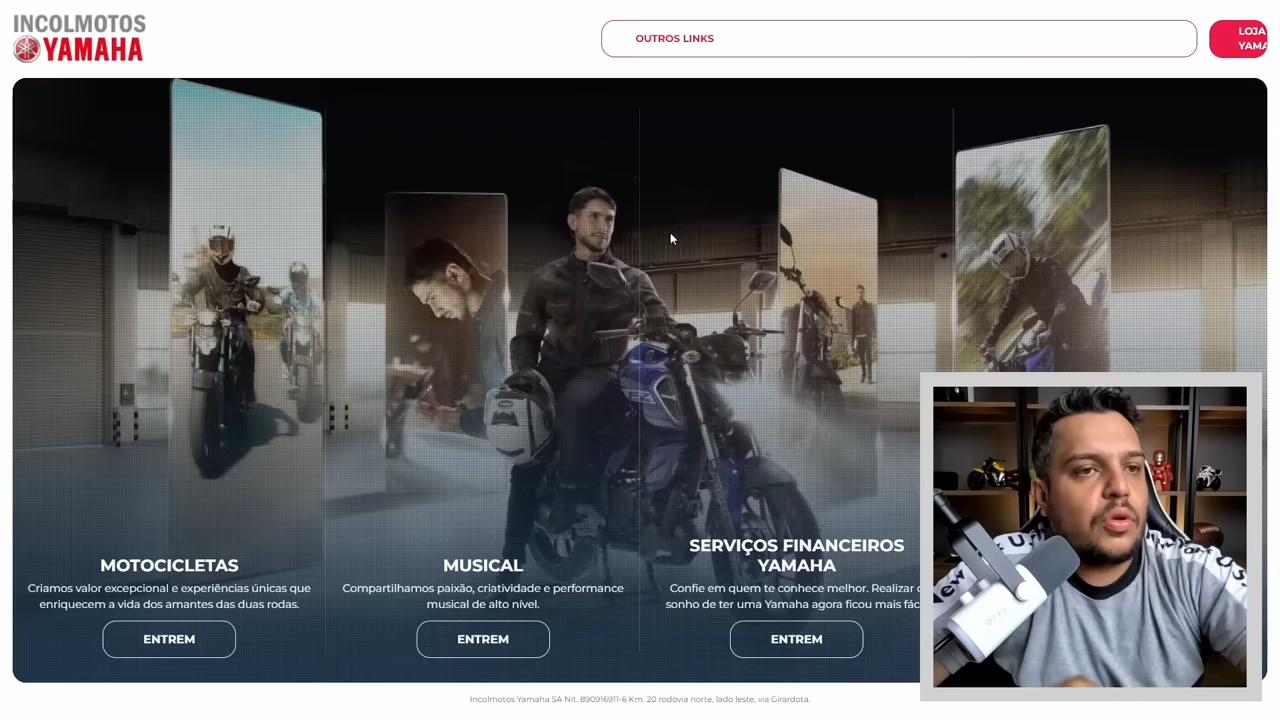 INCOLMOTOS
YAMAHA
OUTROS LINKS
LOJA
YAMA
MOTOCICLETAS
Criamos valor excepcional e experiências únicas que
enriquecem a vida dos amantes das duas rodas.
ENTREM
MUSICAL
Compartilhamos paixão, criatividade e performance
musical de alto nível.
ENTREM
SERVIÇOS FINANCEIROS
YAMAHA
Confie em quem te conhece melhor. Realizar
sonho de ter uma Yamaha agora ficou mais fác
ENTREM
Incolmotos Yamaha SA Nit. 890916911-6 Km. 20 rodovia norte, lado leste, via Girardota.